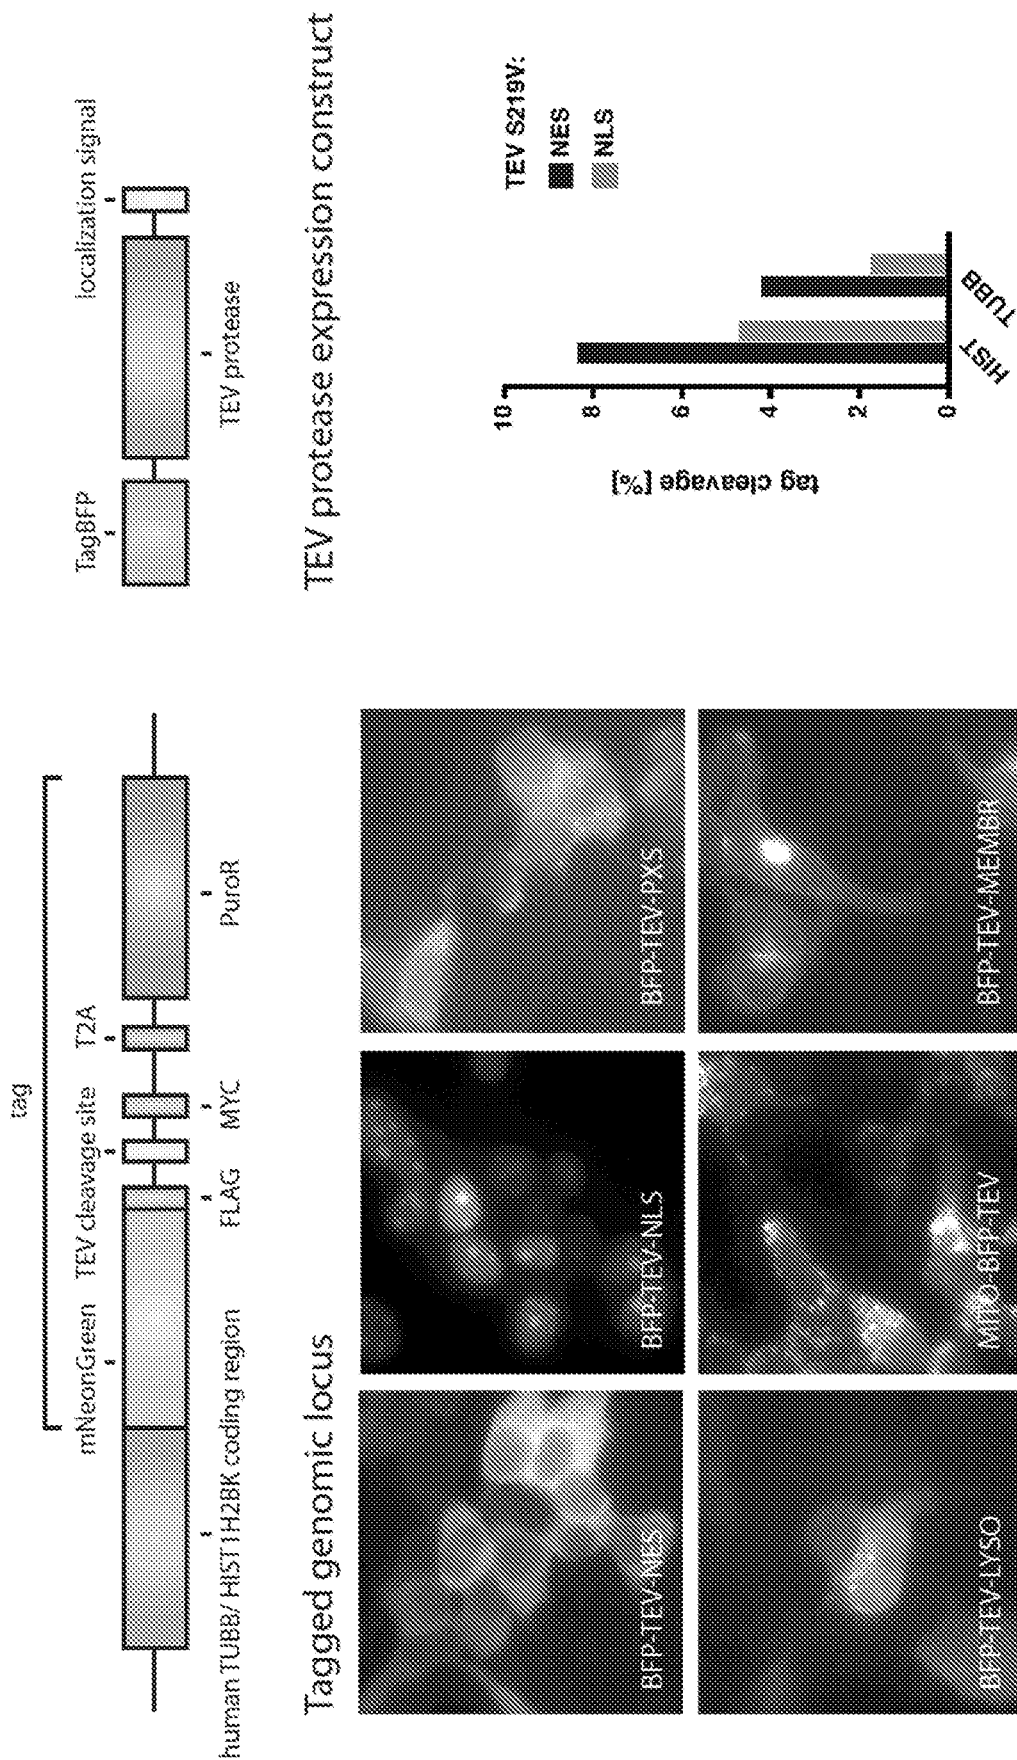 tag
mNeonGreen
TEV cleavage site
T2A
human TUBB/ HIST1H2BK coding region
FLAG
MYC
PuroR
Tagged genomic locus
TagBFP
localization signal
TEV protease
TEV protease expression construct
BFP-TEV-NES
BFP-TEV-NLS
BFP-TEV-PXS
BFP-TEV-LYSO
MITO-BFP-TEV
BFP-TEV-MEMBR
TEV S219V:
NES
NLS
tag cleavage [%]
10
8
6
4
2
0
HIST
TUBB